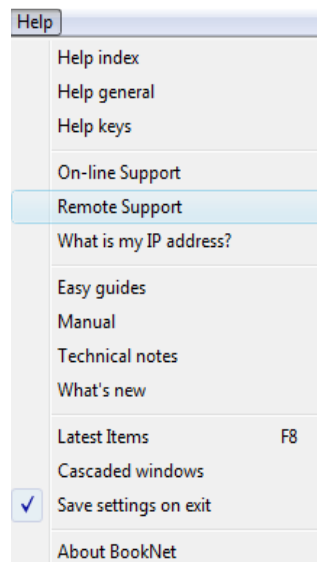 Help
Help index
Help general
Help keys
On-line Support
Remote Support
What is my IP address?
Easy guides
Manual
Technical notes
What's new
Latest Items F8
Cascaded windows
Save settings on exit
About BookNet